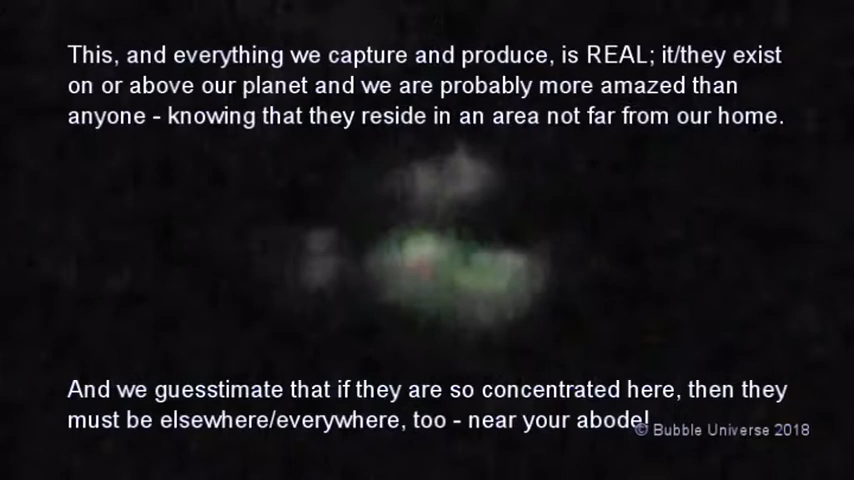 This, and everything we capture and produce, is REAL; it/they exist
on or above our planet and we are probably more amazed than
anyone - knowing that they reside in an area not far from our home.
And we guesstimate that if they are so concentrated here, then they
must be elsewhere/everywhere, too - near your abode!
© Bubble Universe 2018